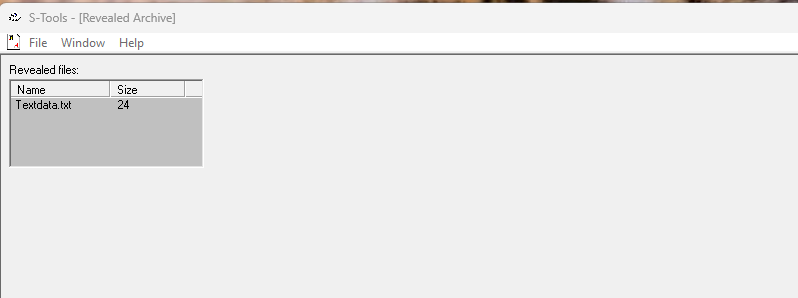 S-Tools - [Revealed Archive]
File Window Help
Revealed files:
Name Size
Textdata.txt 24